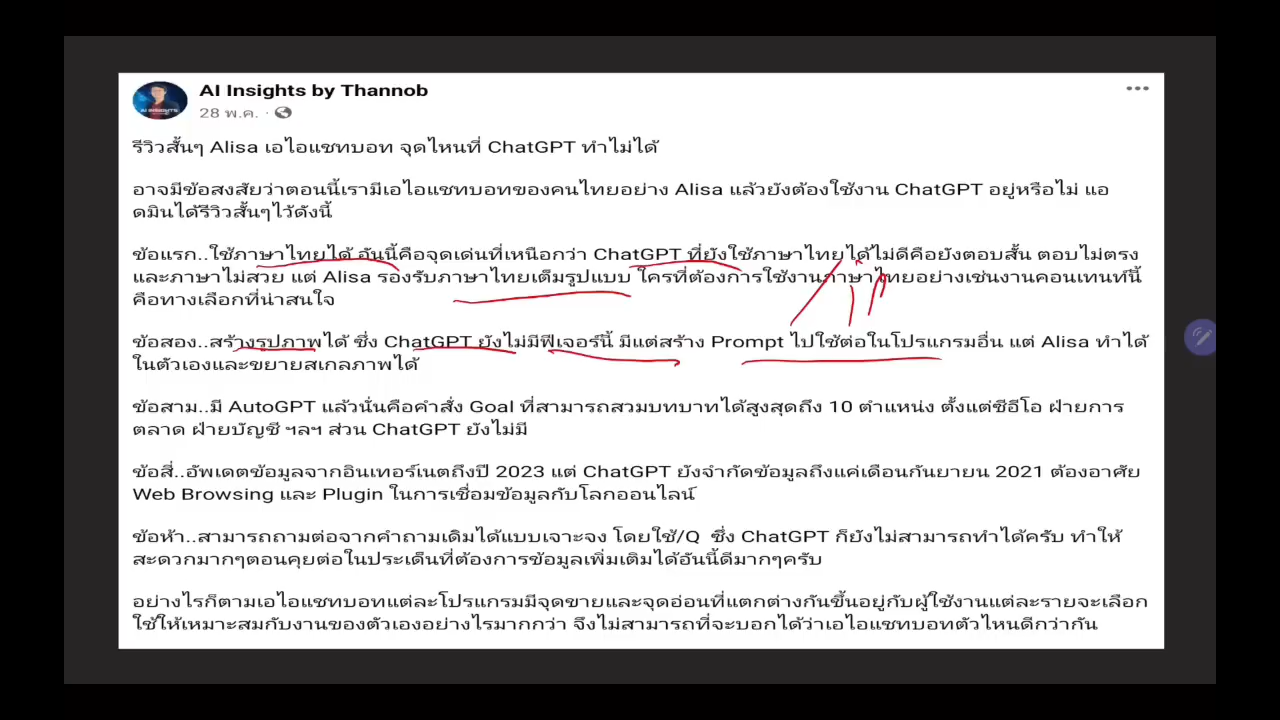 AI Insights by Thannob
28 พ.ค. ·
รีวิวสั้นๆ Alisa เอไอแชทบอท จุดไหนที่ ChatGPT ทำไม่ได้
อาจมีข้อสงสัยว่าตอนนี้เรามีเอไอแชทบอทของคนไทยอย่าง Alisa แล้วยังต้องใช้งาน ChatGPT อยู่หรือไม่ แอ
ดมินได้รีวิวสั้นๆไว้ดังนี้
ข้อแรก..ใช้ภาษาไทยได้ อันนี้คือจุดเด่นที่เหนือกว่า ChatGPT ที่ยังใช้ภาษาไทยได้ไม่ดีคือยังตอบสั้น ตอบไม่ตรง
และภาษาไม่สวย แต่ Alisa รองรับภาษาไทยเต็มรูปแบบ ใครที่ต้องการใช้งานภาษาไทยอย่างเช่นงานคอนเทนท์นี้
คือทางเลือกที่น่าสนใจ
ข้อสอง..สร้างรูปภาพได้ ซึ่ง ChatGPT ยังไม่มีฟีเจอร์นี้ มีแต่สร้าง Prompt ไปใช้ต่อในโปรแกรมอื่น แต่ Alisa ทำได้
ในตัวเองและขยายสเกลภาพได้
ข้อสาม..มี AutoGPT แล้วนั่นคือคำสั่ง Goal ที่สามารถสวมบทบาทได้สูงสุดถึง 10 ตำแหน่ง ตั้งแต่ซีอีโอ ฝ่ายการ
ตลาด ฝ่ายบัญชี ฯลฯ ส่วน ChatGPT ยังไม่มี
ข้อสี่..อัพเดตข้อมูลจากอินเทอร์เนตถึงปี 2023 แต่ ChatGPT ยังจำกัดข้อมูลถึงแค่เดือนกันยายน 2021 ต้องอาศัย
Web Browsing และ Plugin ในการเชื่อมข้อมูลกับโลกออนไลน์
ข้อห้า..สามารถถามต่อจากคำถามเดิมได้แบบเจาะจง โดยใช้/Q ซึ่ง ChatGPT ก็ยังไม่สามารถทำได้ครับ ทำให้
สะดวกมากๆตอนคุยต่อในประเด็นที่ต้องการข้อมูลเพิ่มเติมได้อันนี้ดีมากๆครับ
อย่างไรก็ตามเอไอแชทบอทแต่ละโปรแกรมมีจุดขายและจุดอ่อนที่แตกต่างกันขึ้นอยู่กับผู้ใช้งานแต่ละรายจะเลือก
ใช้ให้เหมาะสมกับงานของตัวเองอย่างไรมากกว่า จึงไม่สามารถที่จะบอกได้ว่าเอไอแชทบอทตัวไหนดีกว่ากัน